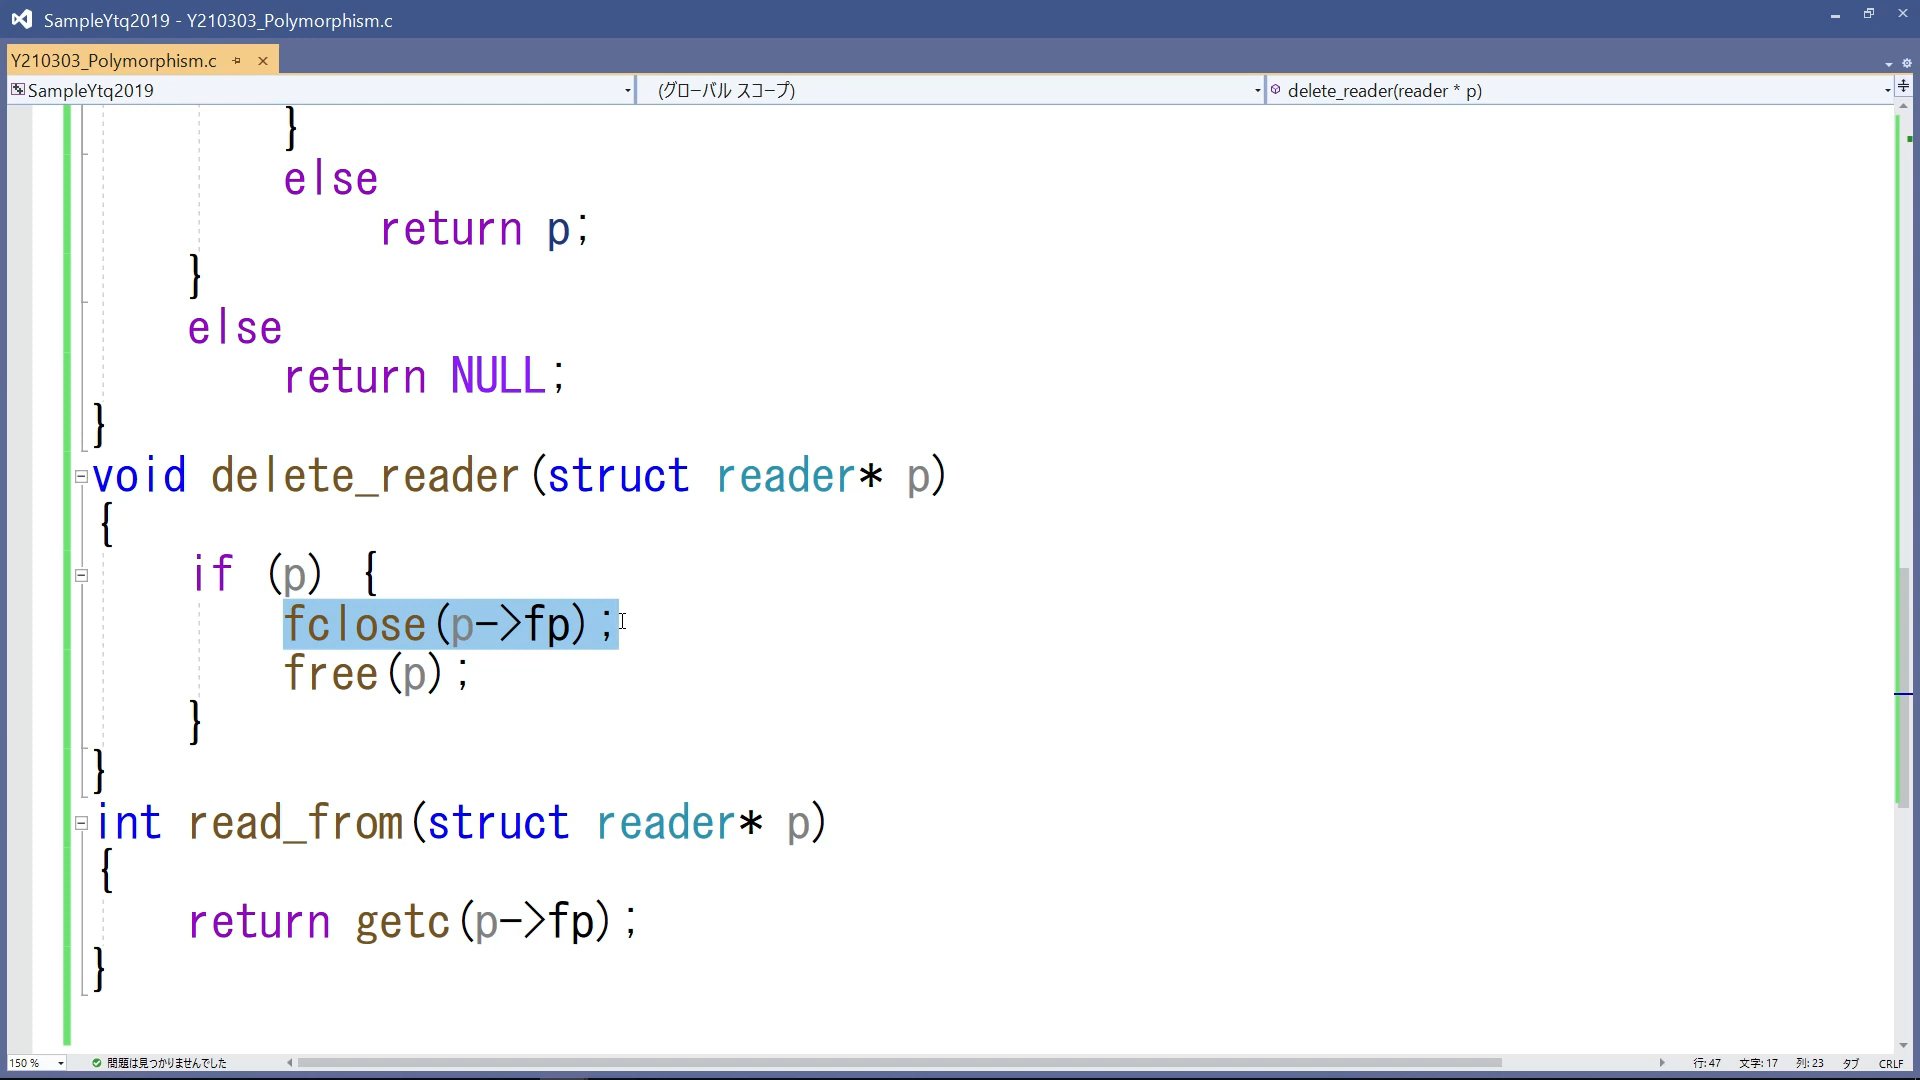 SampleYtq2019 - Y210303_Polymorphism.c
Y210303_Polymorphism.c
SampleYtq2019
(グローバル スコープ)
delete_reader(reader * p)
}
else
return p;
}
else
return NULL;
}
void delete_reader(struct reader* p)
{
if (p) {
fclose(p->fp);
free(p);
}
}
int read_from(struct reader* p)
{
return getc(p->fp);
}
150 %
問題は見つかりませんでした
行: 47
文字: 17
列: 23
タブ
CRLF